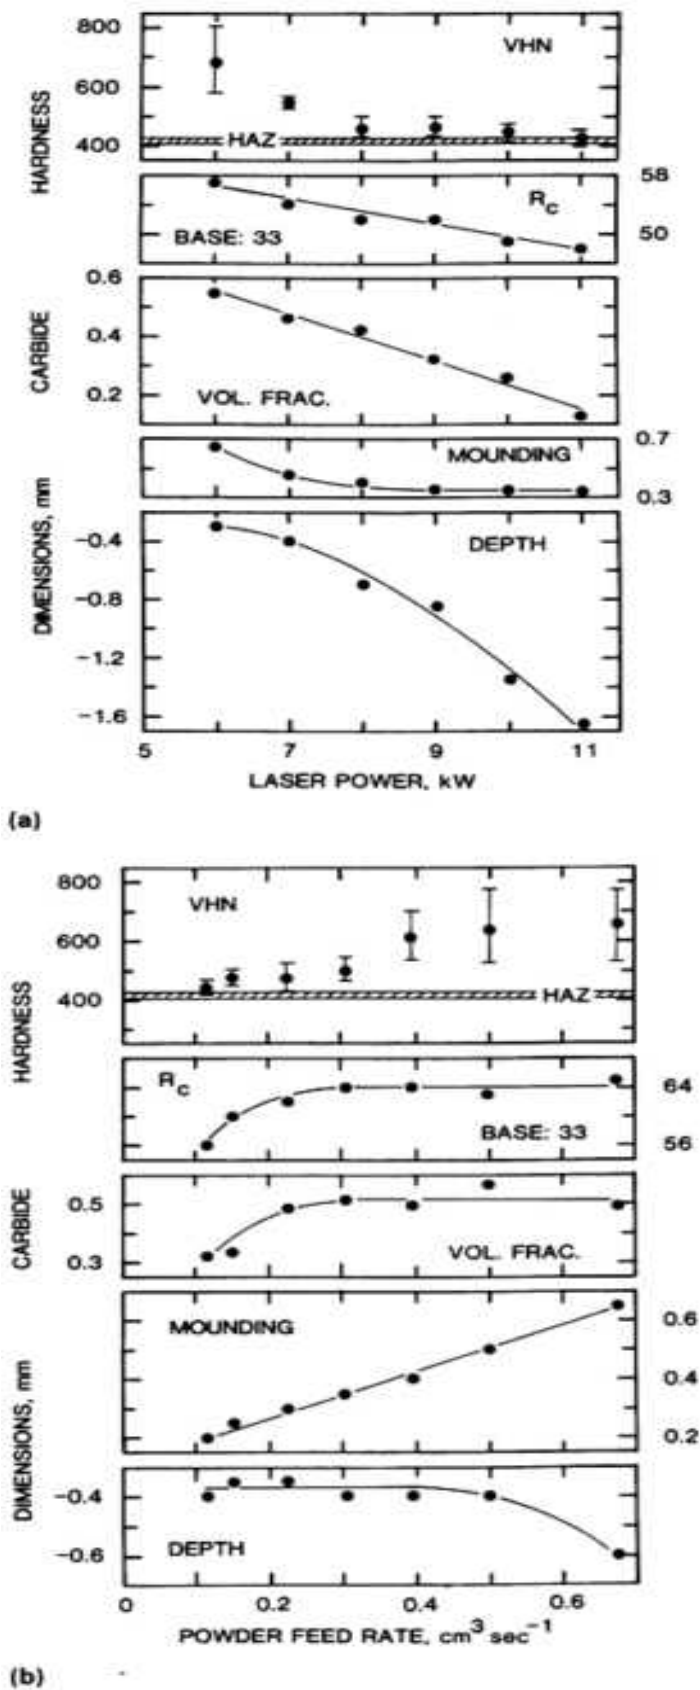 800
VHN
600
400
HAZ
HARDNESS
58
R_c
50
BASE: 33
0.6
0.4
0.2
CARBIDE
VOL. FRAC.
0.7
MOUNDING
0.3
−0.4
DEPTH
−0.8
−1.2
−1.6
DIMENSIONS, mm
5 7 9 11
LASER POWER, kW
(a)
800
VHN
600
400
HAZ
HARDNESS
R_c
64
BASE: 33
56
0.5
0.3
CARBIDE
VOL. FRAC.
MOUNDING
0.6
0.4
0.2
DIMENSIONS, mm
−0.4
DEPTH
−0.6
0 0.2 0.4 0.6
POWDER FEED RATE, cm³ sec⁻¹
(b)